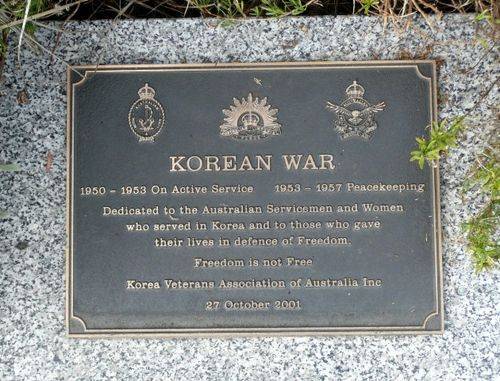 KOREAN WAR
1950 – 1953 On Active Service 1953 – 1957 Peacekeeping
Dedicated to the Australian Servicemen and Women
who served in Korea and to those who gave
their lives in defence of Freedom.
Freedom is not Free
Korea Veterans Association of Australia Inc
27 October 2001